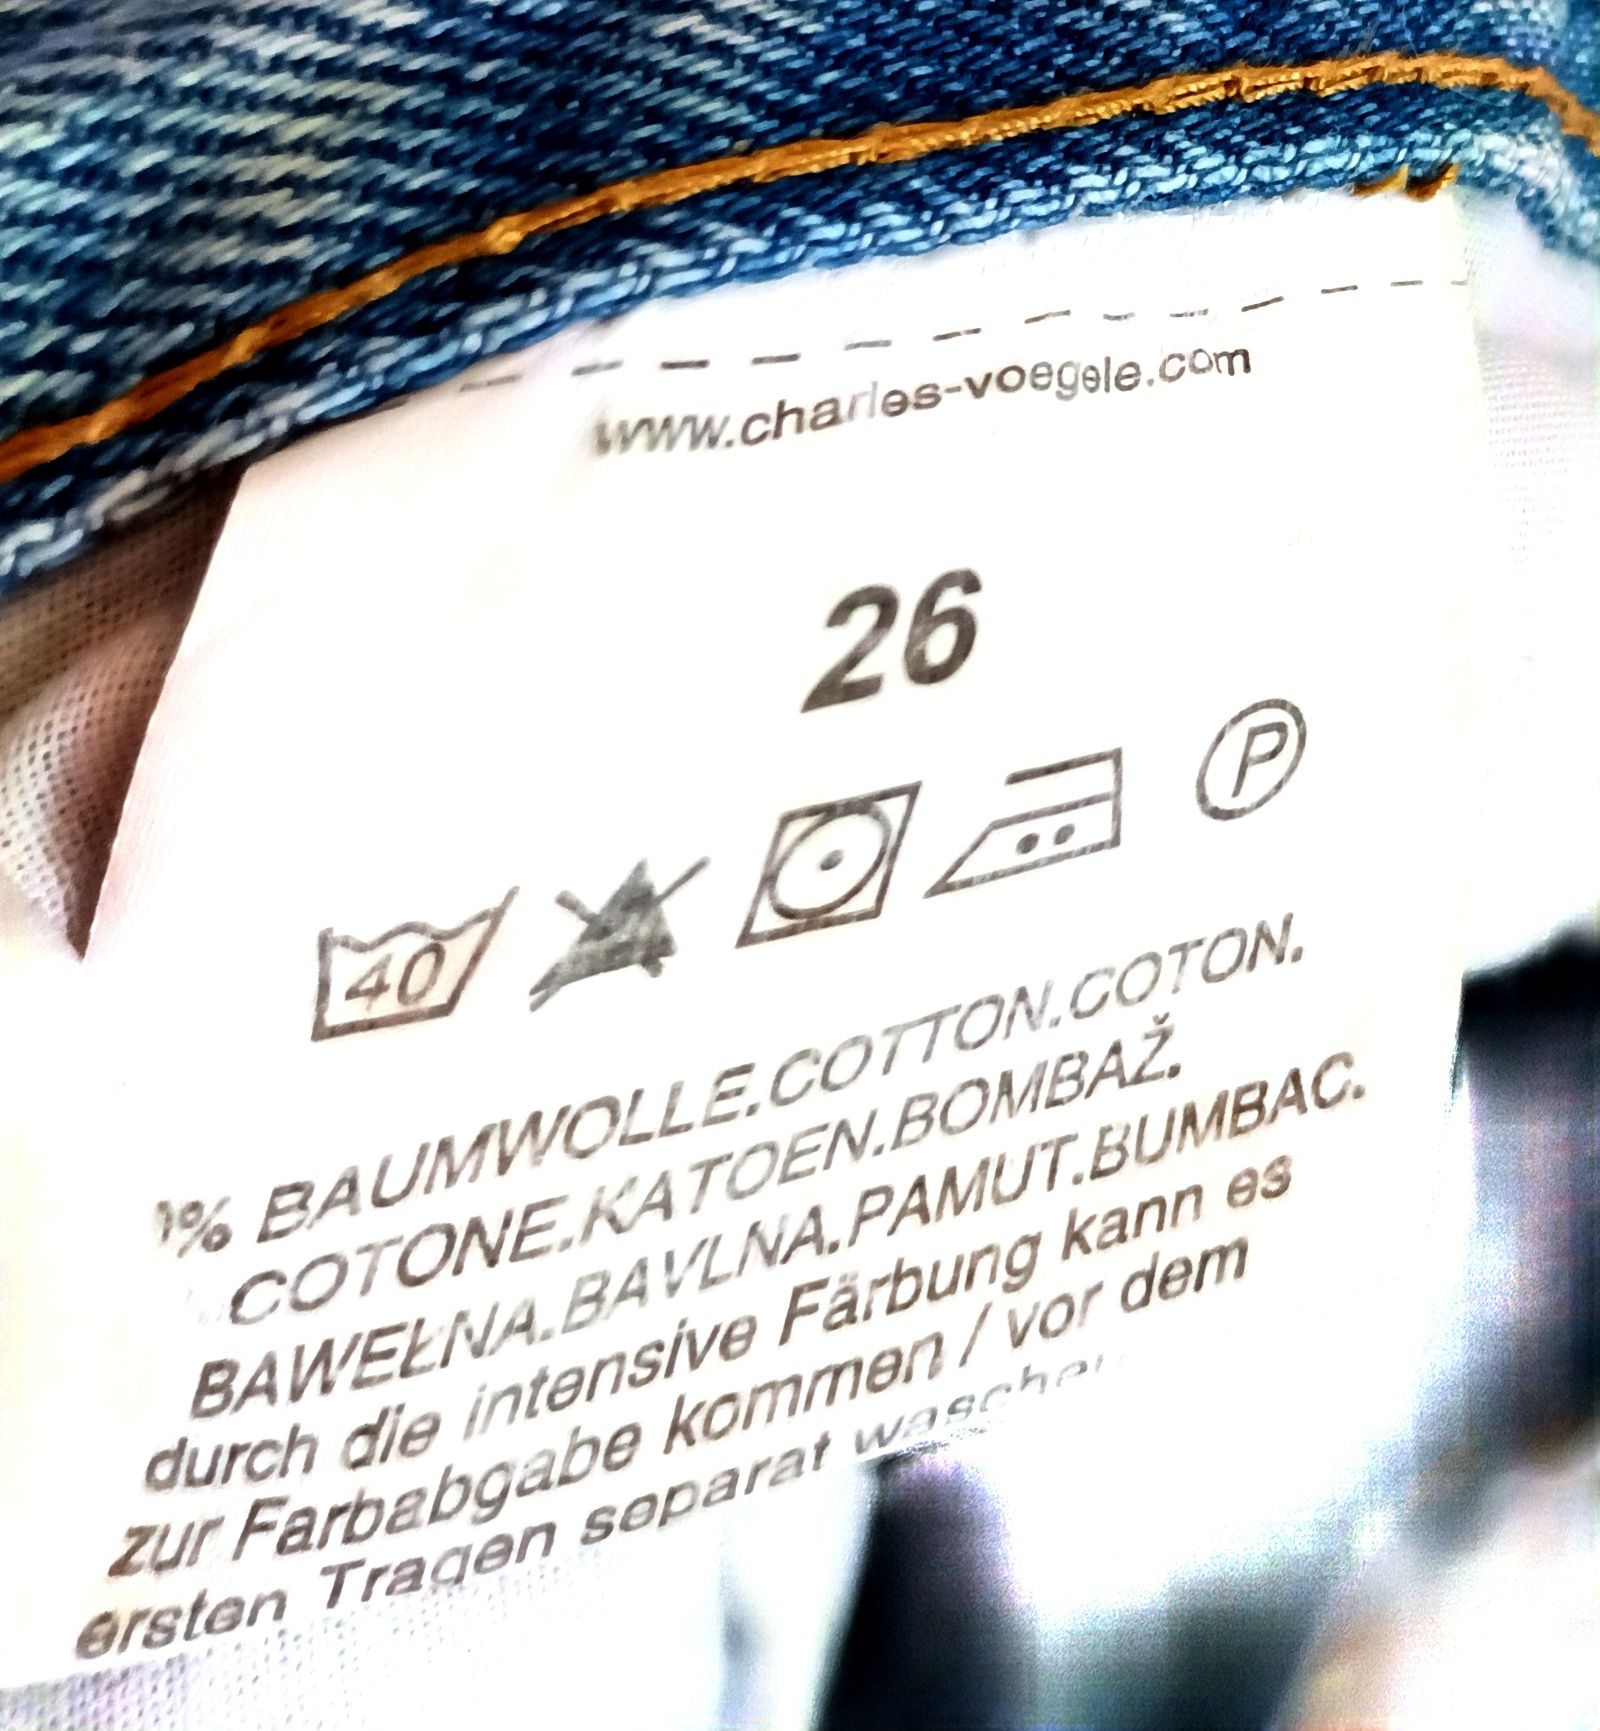 www.charles-voegele.com
26
40
P
% BAUMWOLLE.COTTON.COTON.
COTONE.KATOEN.BOMBAŽ.
BAWEŁNA.BAVLNA.PAMUT.BUMBAC.
durch die intensive Färbung kann es
zur Farbabgabe kommen / vor dem
ersten Tragen separat waschen